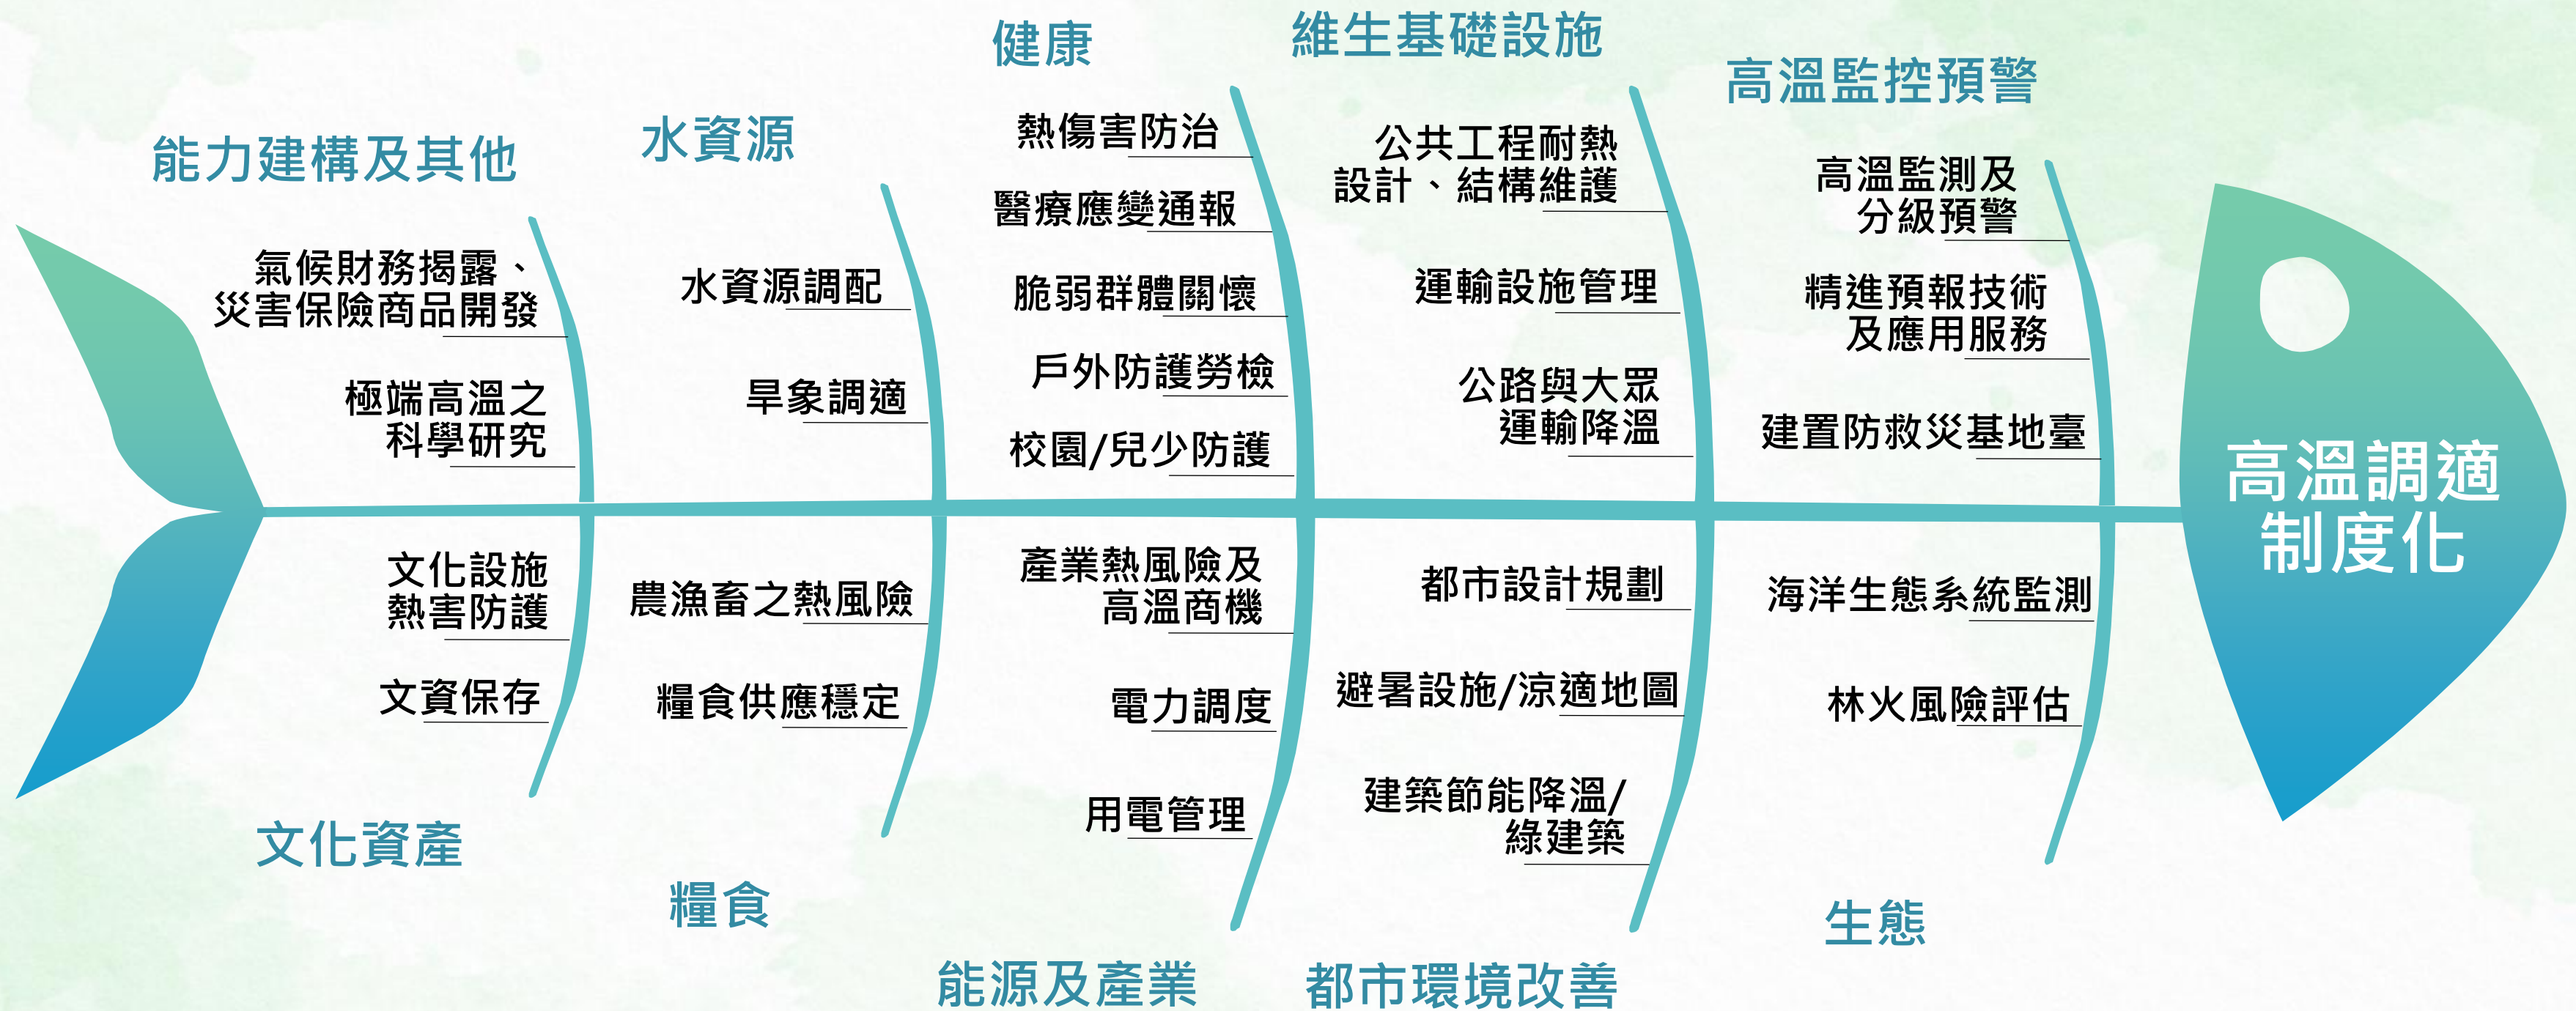 能力建構及其他
氣候財務揭露、
災害保險商品開發
極端高溫之
科學研究
水資源
水資源調配
旱象調適
健康
熱傷害防治
醫療應變通報
脆弱群體關懷
戶外防護勞檢
校園/兒少防護
維生基礎設施
公共工程耐熱
設計、結構維護
運輸設施管理
公路與大眾
運輸降溫
高溫監控預警
高溫監測及
分級預警
精進預報技術
及應用服務
建置防救災基地臺
高溫調適
制度化
文化設施
熱害防護
文資保存
文化資產
農漁畜之熱風險
糧食供應穩定
糧食
產業熱風險及
高溫商機
電力調度
用電管理
能源及產業
都市設計規劃
避暑設施/涼適地圖
建築節能降溫/
綠建築
都市環境改善
海洋生態系統監測
林火風險評估
生態